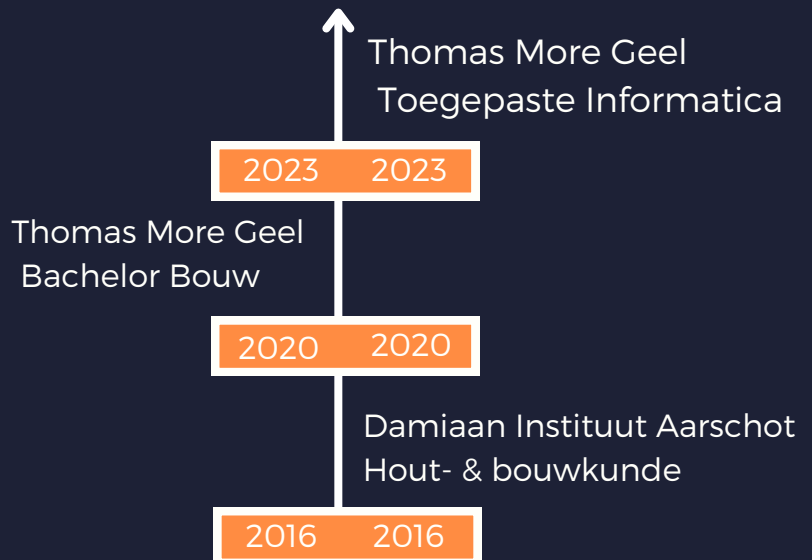 Thomas More Geel
Toegepaste Informatica
2023 2023
Thomas More Geel
Bachelor Bouw
2020 2020
Damiaan Instituut Aarschot
Hout- & bouwkunde
2016 2016